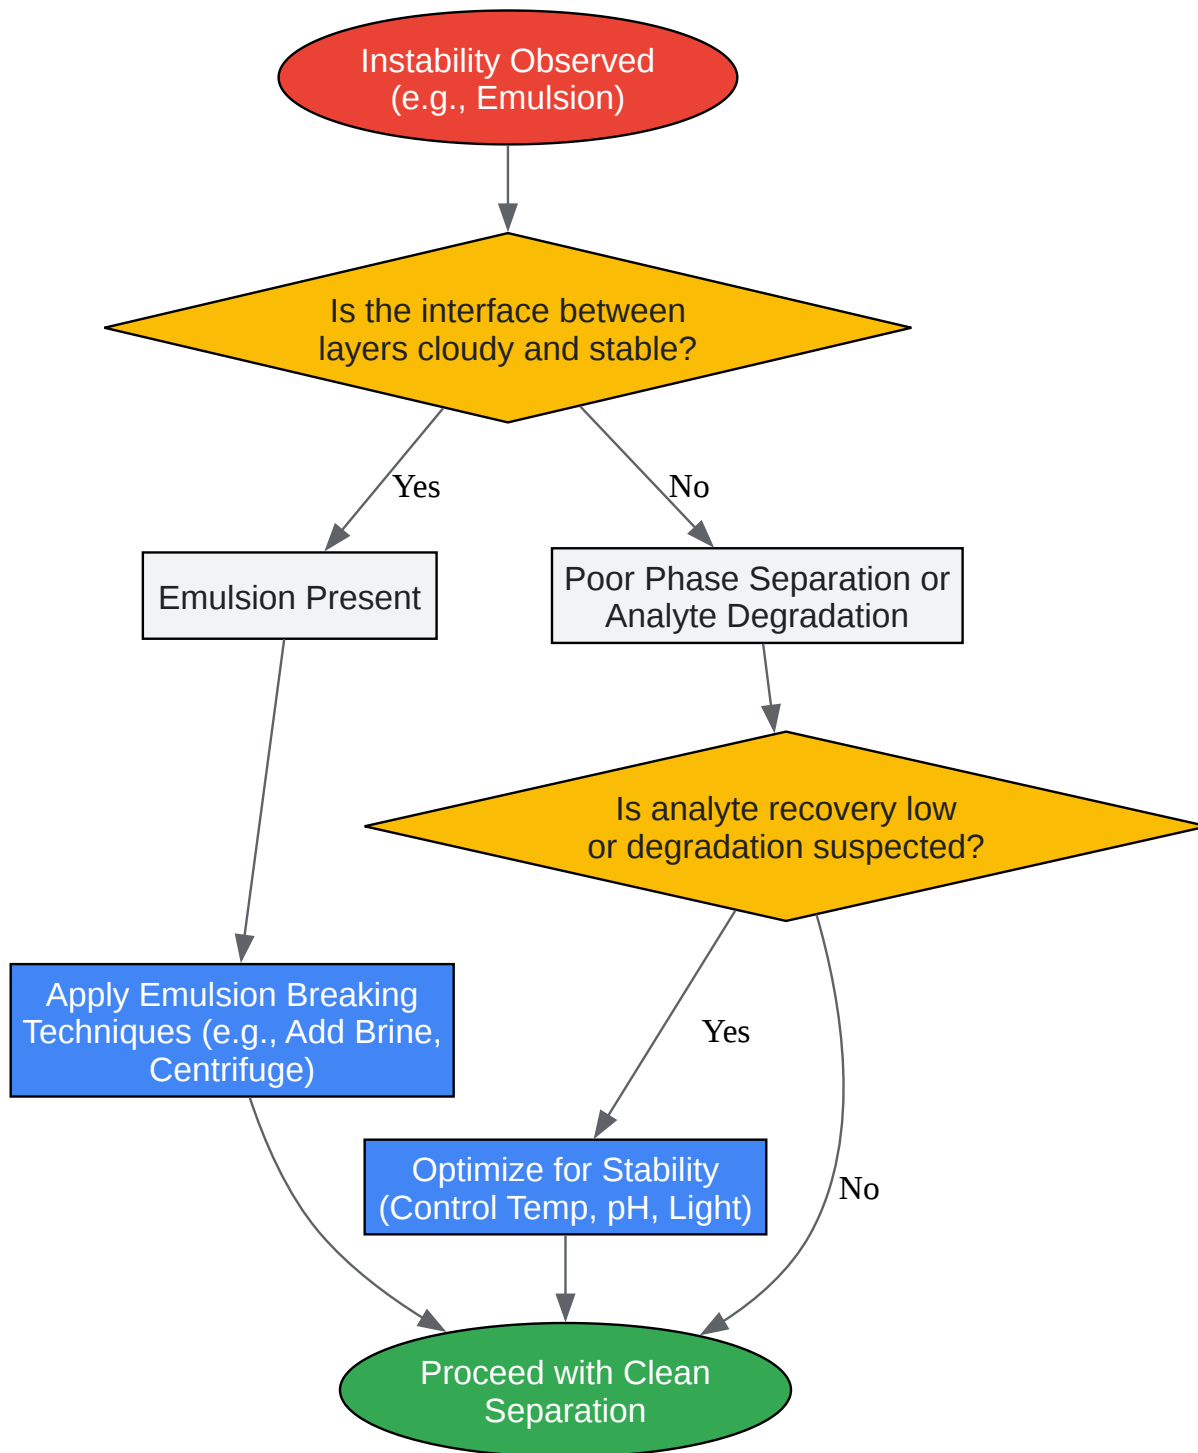 Instability Observed
(e.g., Emulsion)
Is the interface between
layers cloudy and stable?
Yes
No
Emulsion Present
Poor Phase Separation or
Analyte Degradation
Is analyte recovery low
or degradation suspected?
Apply Emulsion Breaking
Techniques (e.g., Add Brine,
Centrifuge)
Yes
Optimize for Stability
(Control Temp, pH, Light)
No
Proceed with Clean
Separation